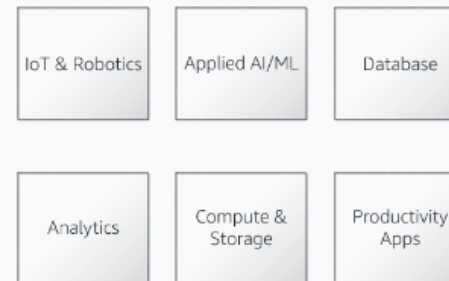 IoT & Robotics
Applied AI/ML
Database
Analytics
Compute &
Storage
Productivity
Apps